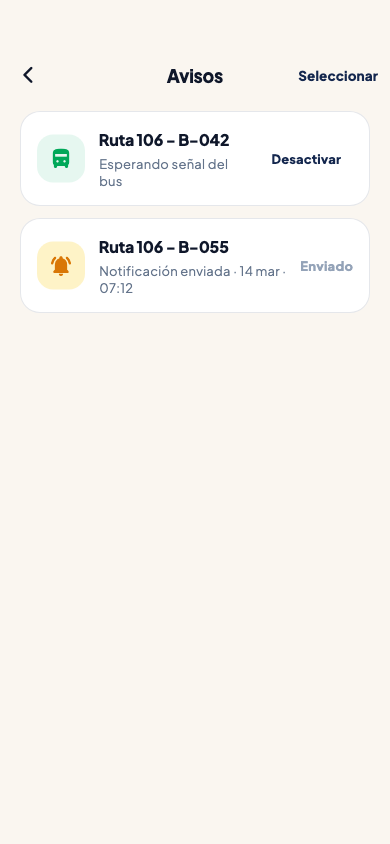 Avisos
Seleccionar
Ruta 106 – B-042
Esperando señal del
bus
Desactivar
Ruta 106 – B-055
Notificación enviada · 14 mar ·
07:12
Enviado